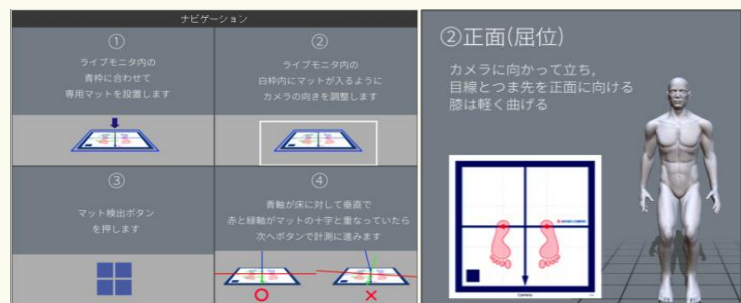 ナビゲーション
①
ライブモニタ内の
青枠に合わせて
専用マットを設置します
②
ライブモニタ内の
白枠内にマットが入るように
カメラの向きを調整します
③
マット検出ボタン
を押します
④
青軸が床に対して垂直で
赤と緑軸がマットの十字と重なっていたら
次へボタンで計測に進みます
②正面(屈位)
カメラに向かって立ち,
目線とつま先を正面に向ける
膝は軽く曲げる
Camera